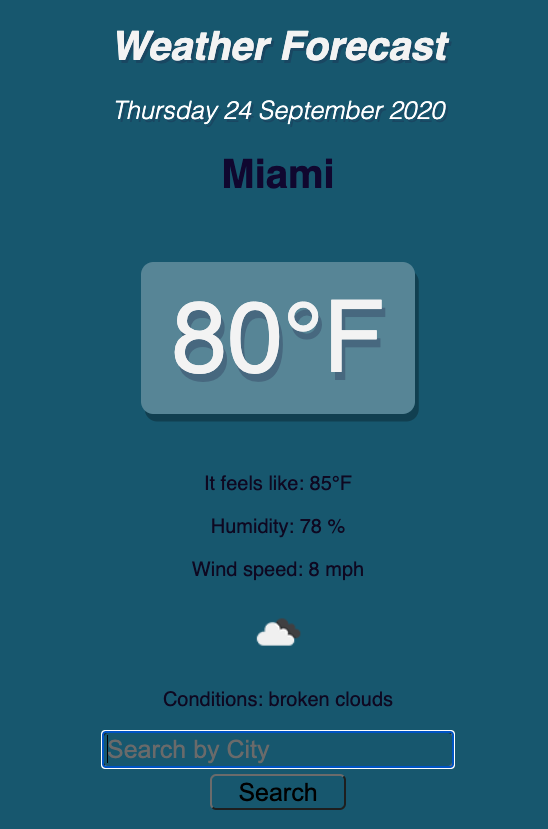 Weather Forecast
Thursday 24 September 2020
Miami
80°F
It feels like: 85°F
Humidity: 78 %
Wind speed: 8 mph
Conditions: broken clouds
Search by City
Search